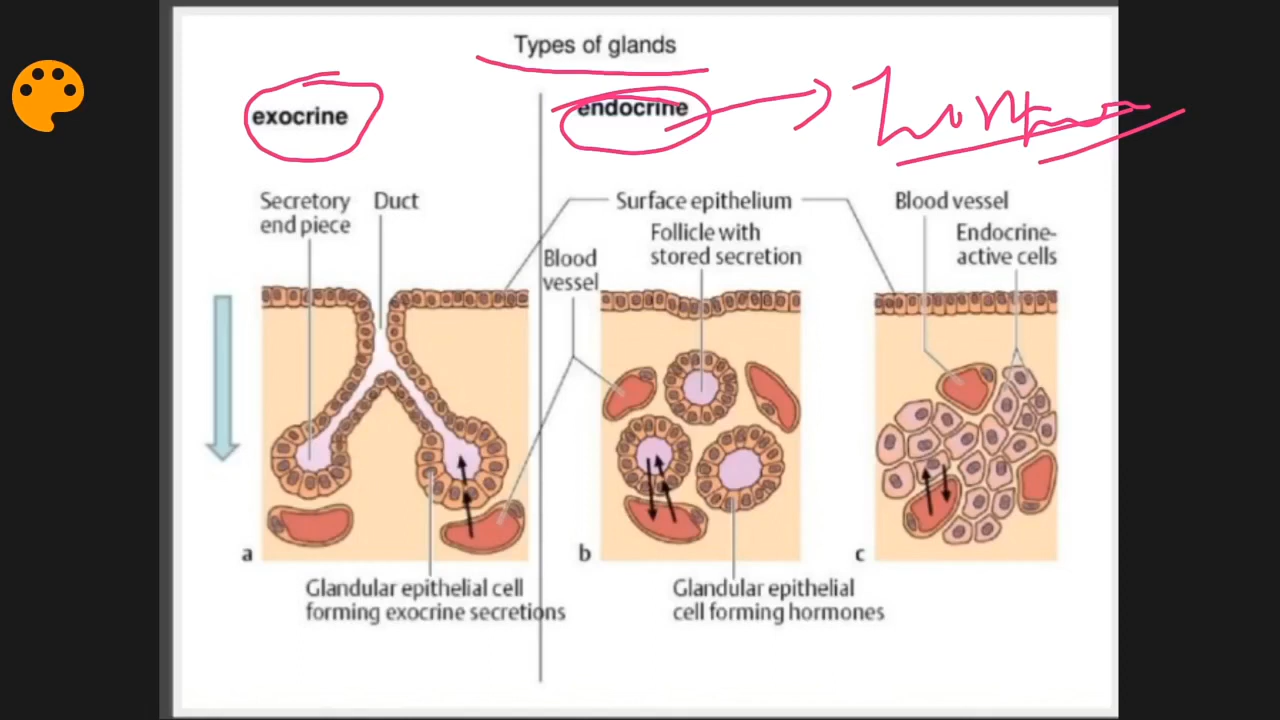 Types of glands
exocrine
endocrine
Secretory
end piece
Duct
Surface epithelium
Blood vessel
Follicle with
stored secretion
Endocrine-
active cells
Blood
vessel
a
b
c
Glandular epithelial cell
forming exocrine secretions
Glandular epithelial
cell forming hormones